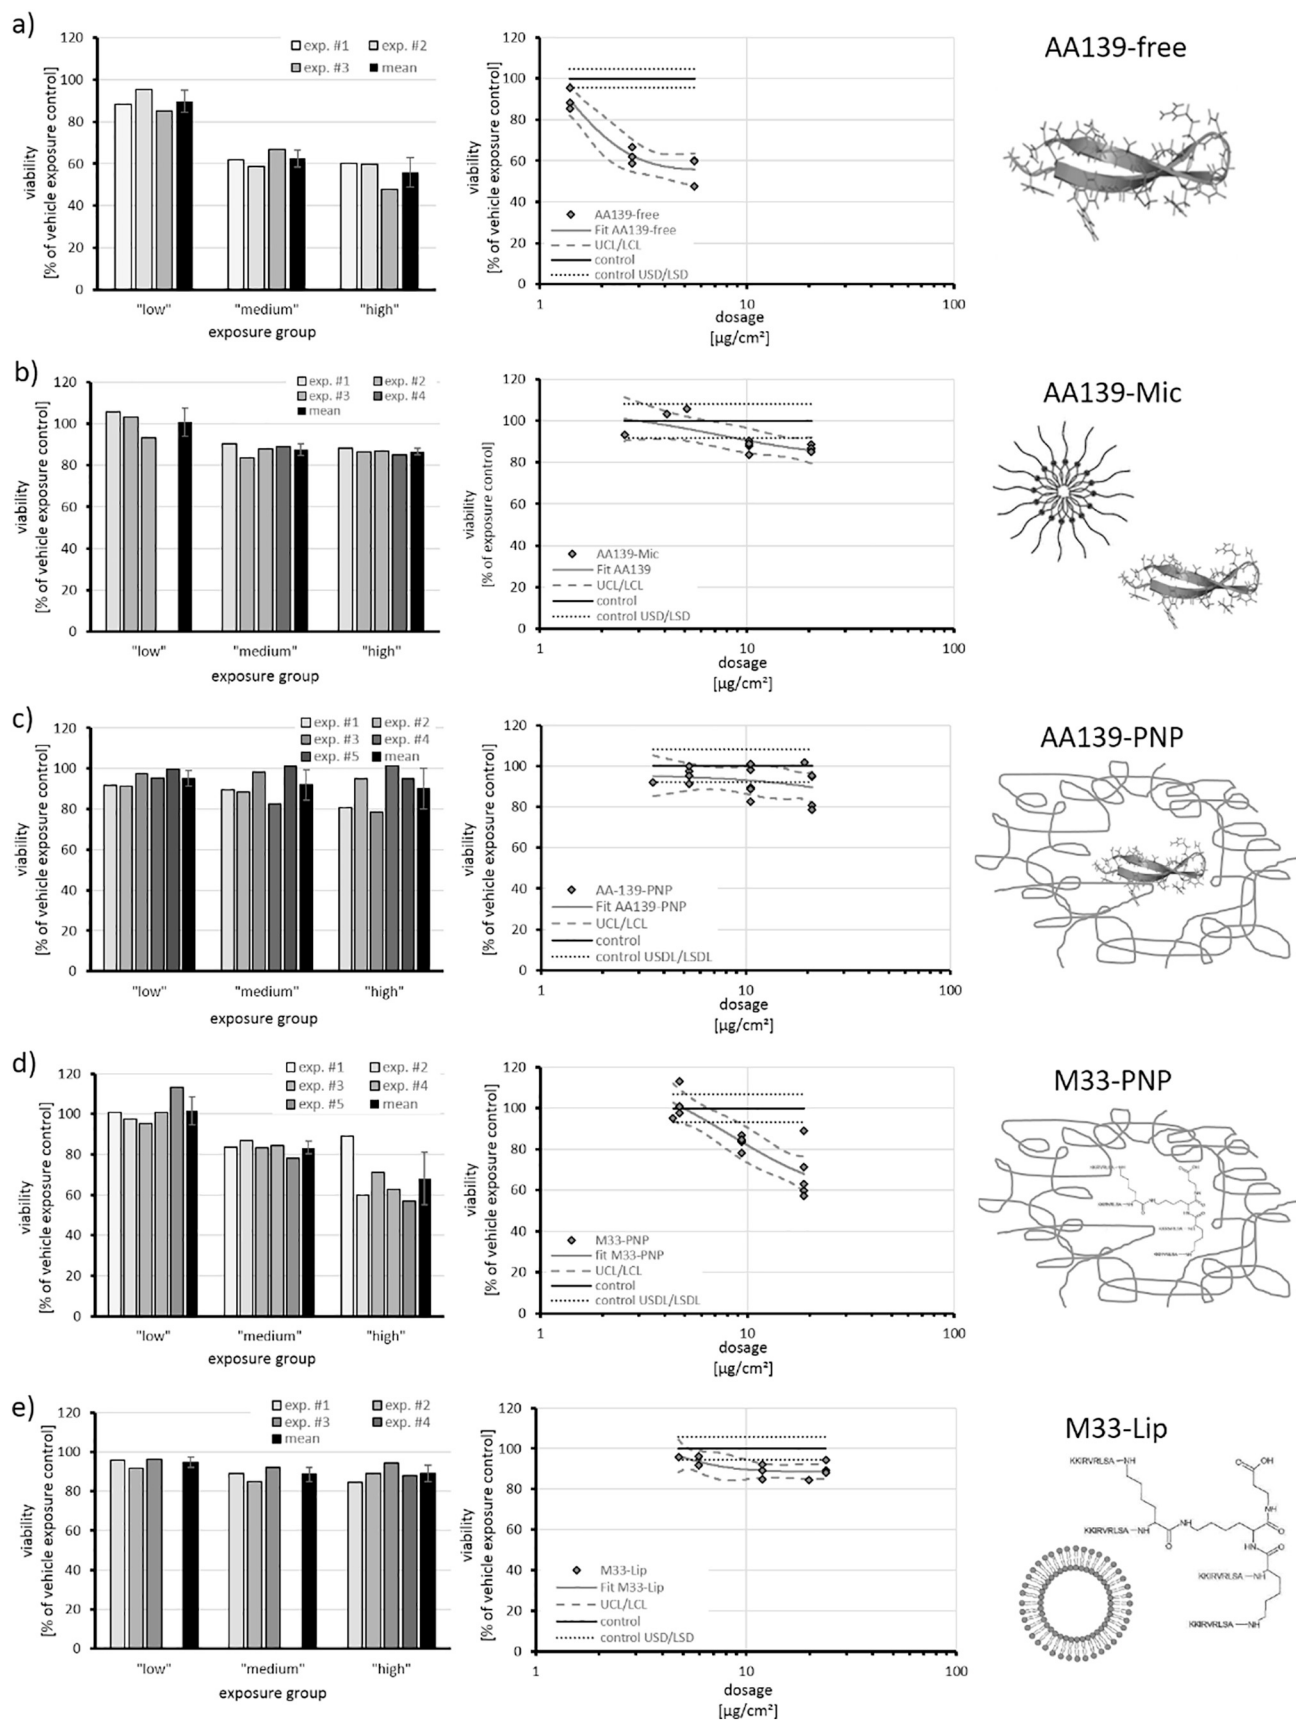 a)
120
100
80
60
40
20
0
viability
[% of vehicle exposure control]
exp. #1
exp. #2
exp. #3
mean
"low"
"medium"
"high"
exposure group
120
100
80
60
40
20
0
viability
[% of vehicle exposure control]
AA139-free
Fit AA139-free
UCL/LCL
control
control USD/LSD
1
10
100
dosage
[µg/cm²]
AA139-free
b)
120
100
80
60
40
20
0
viability
[% of vehicle exposure control]
exp. #1
exp. #2
exp. #3
exp. #4
mean
"low"
"medium"
"high"
exposure group
120
100
80
60
40
20
0
viability
[% of exposure control]
AA139-Mic
Fit AA139
UCL/LCL
control
control USD/LSD
1
10
100
dosage
[µg/cm²]
AA139-Mic
c)
120
100
80
60
40
20
0
viability
[% of vehicle exposure control]
exp. #1
exp. #2
exp. #3
exp. #4
exp. #5
mean
"low"
"medium"
"high"
exposure group
120
100
80
60
40
20
0
viability
[% of vehicle exposure control]
AA-139-PNP
Fit AA139-PNP
UCL/LCL
control
control USDL/LSDL
1
10
100
dosage
[µg/cm²]
AA139-PNP
d)
120
100
80
60
40
20
0
viability
[% of vehicle exposure control]
exp. #1
exp. #2
exp. #3
exp. #4
exp. #5
mean
"low"
"medium"
"high"
exposure group
120
100
80
60
40
20
0
viability
[% of vehicle exposure control]
M33-PNP
fit M33-PNP
UCL/LCL
control
control USDL/LSDL
1
10
100
dosage
[µg/cm²]
M33-PNP
e)
120
100
80
60
40
20
0
viability
[% of vehicle exposure control]
exp. #1
exp. #2
exp. #3
exp. #4
mean
"low"
"medium"
"high"
exposure group
120
100
80
60
40
20
0
viability
[% of vehicle exposure control]
M33-Lip
Fit M33-Lip
UCL/LCL
control
control USD/LSD
1
10
100
dosage
[µg/cm²]
M33-Lip
KKIRVRLSA—NH
O
OH
NH
KKIRVRLSA—NH
NH
O
O
HN
O
KKIRVRLSA—NH
KKIRVRLSA—NH